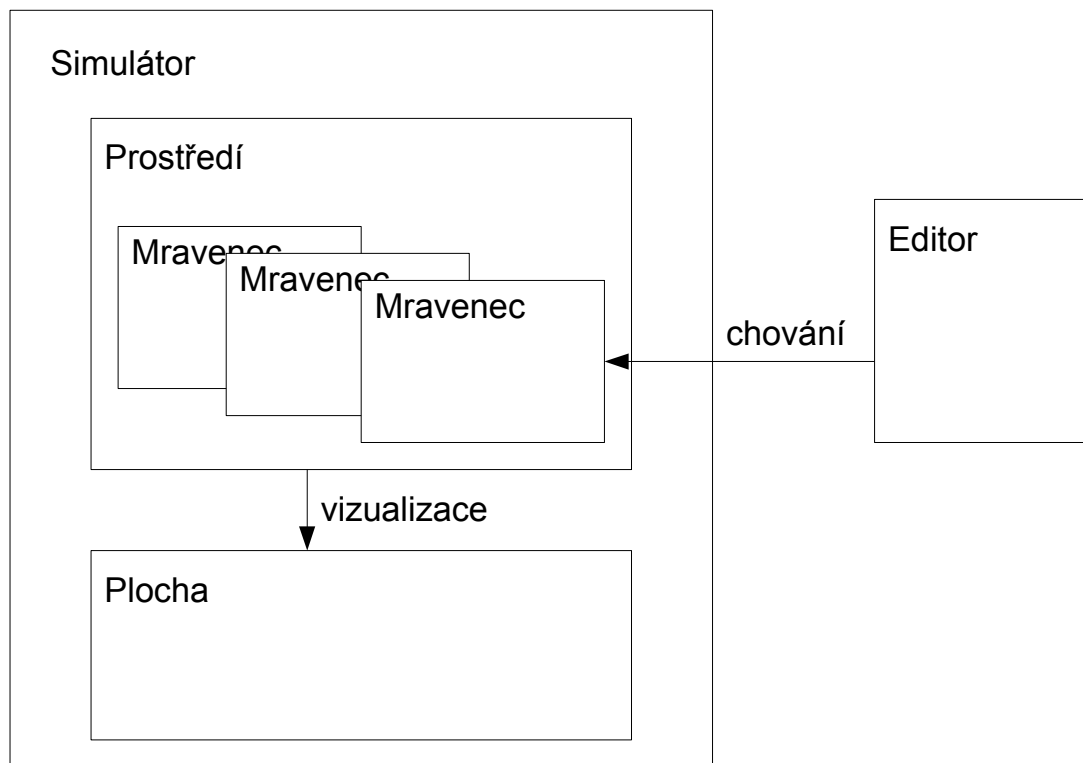 Simulátor
Prostředí
Mravenec
Mravenec
Mravenec
Editor
chování
vizualizace
Plocha